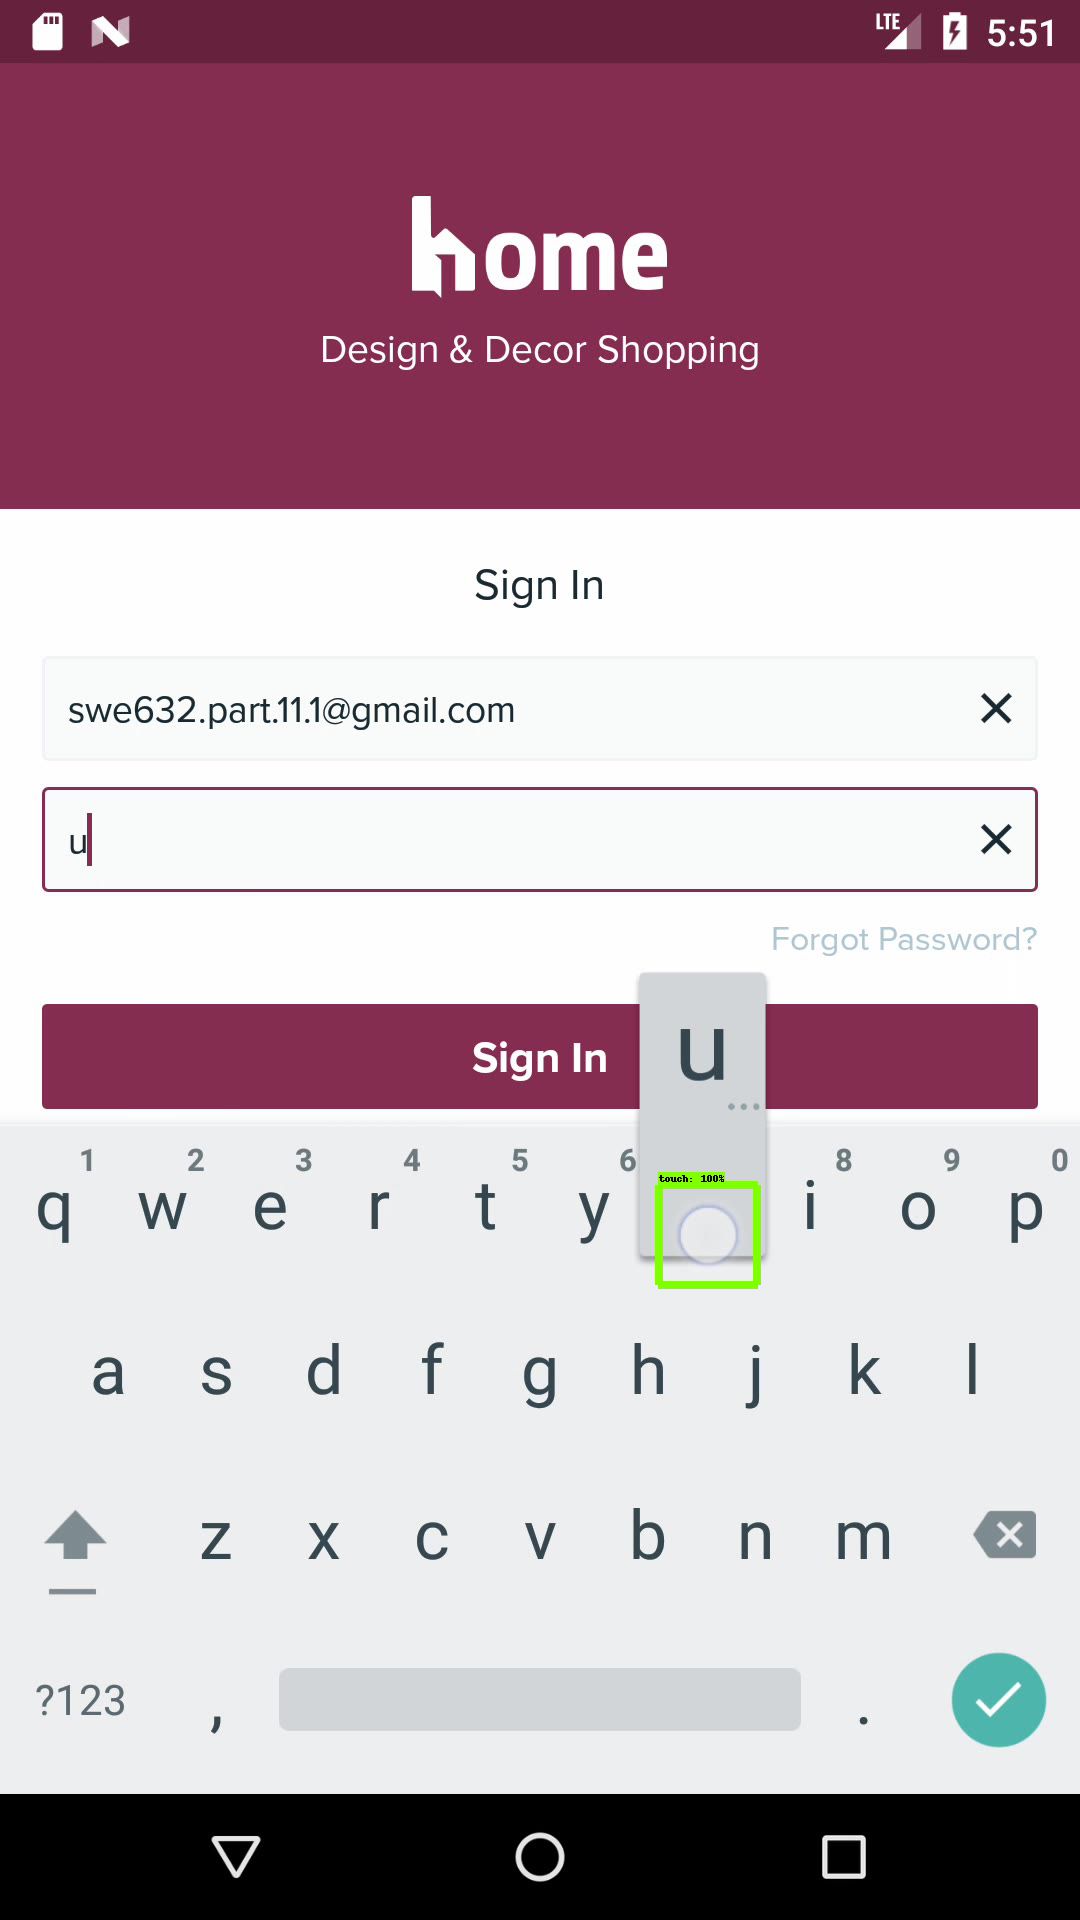 LTE 5:51
home
Design & Decor Shopping
Sign In
swe632.part.11.1@gmail.com
u
Forgot Password?
Sign In
u
1 2 3 4 5 6 8 9 0
touch: 100%
q w e r t y i o p
a s d f g h j k l
z x c v b n m
?123 , .